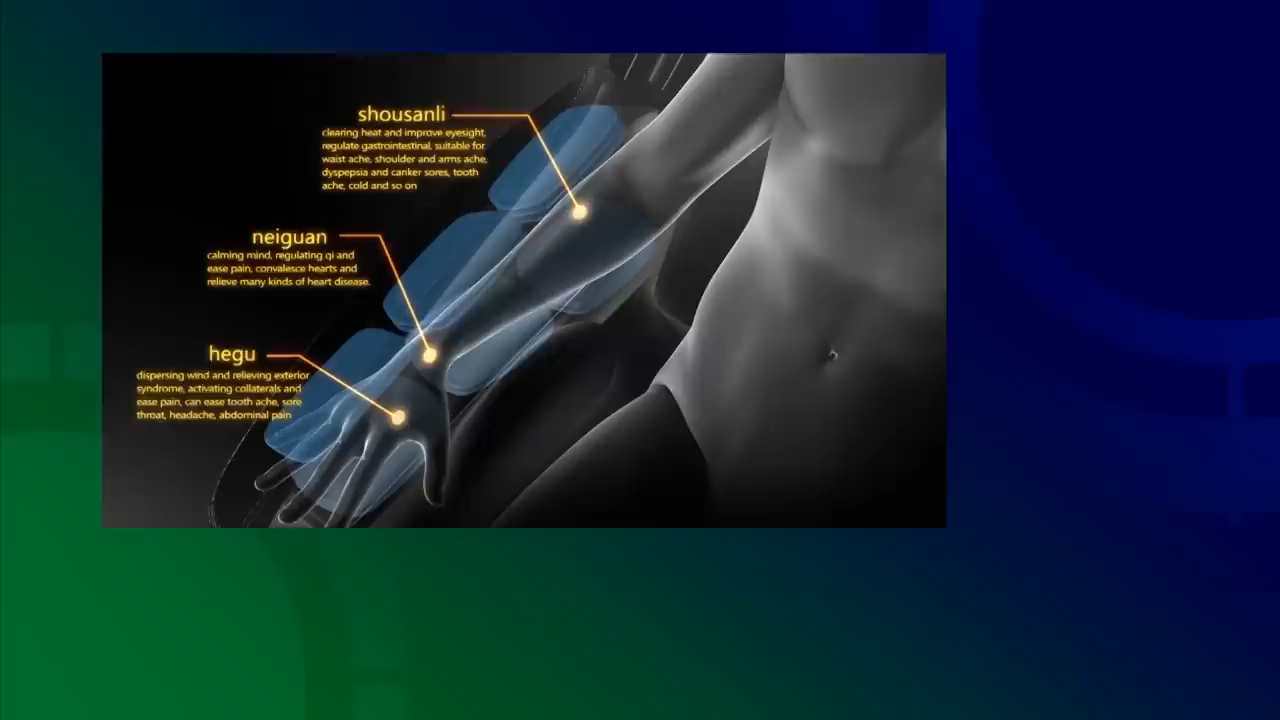 shousanli
clearing heat and improve eyesight,
regulate gastrointestinal, suitable for
waist ache, shoulder and arms ache,
dyspepsia and canker sores, tooth
ache, cold and so on
neiguan
calming mind, regulating qi and
ease pain, convalesce hearts and
relieve many kinds of heart disease.
hegu
dispersing wind and relieving exterior
syndrome, activating collaterals and
ease pain, can ease tooth ache, sore
throat, headache, abdominal pain